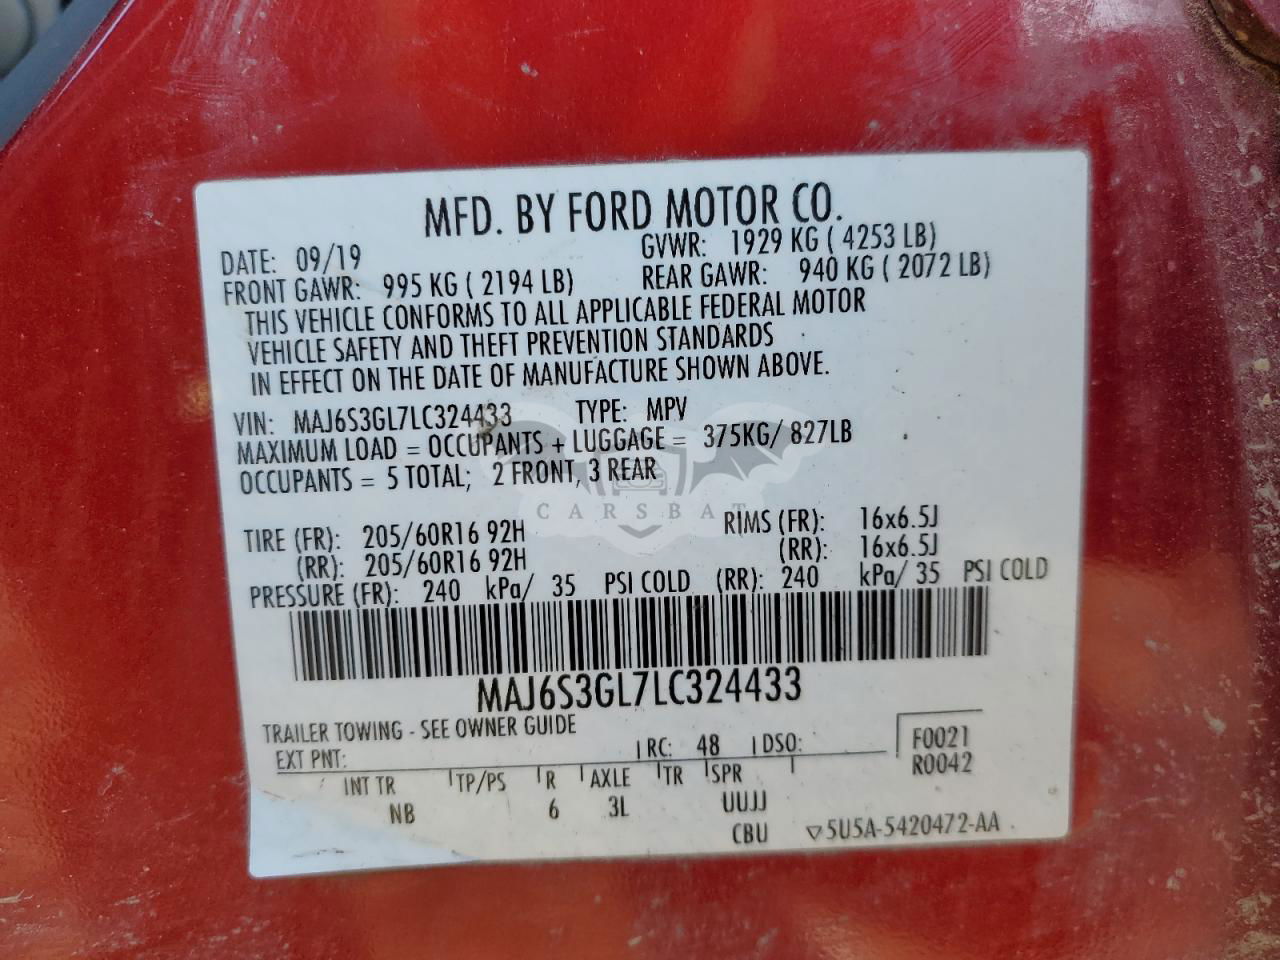 MFD. BY FORD MOTOR CO.
DATE: 09/19 GVWR: 1929 KG ( 4253 LB)
FRONT GAWR: 995 KG ( 2194 LB) REAR GAWR: 940 KG ( 2072 LB)
THIS VEHICLE CONFORMS TO ALL APPLICABLE FEDERAL MOTOR
VEHICLE SAFETY AND THEFT PREVENTION STANDARDS
IN EFFECT ON THE DATE OF MANUFACTURE SHOWN ABOVE.
VIN: MAJ6S3GL7LC324433 TYPE: MPV
MAXIMUM LOAD = OCCUPANTS + LUGGAGE = 375KG/ 827LB
OCCUPANTS = 5 TOTAL; 2 FRONT, 3 REAR
CARSBAT
TIRE (FR): 205/60R16 92H RIMS (FR): 16x6.5J
(RR): 205/60R16 92H (RR): 16x6.5J
PRESSURE (FR): 240 kPa/ 35 PSI COLD (RR): 240 kPa/ 35 PSI COLD
MAJ6S3GL7LC324433
TRAILER TOWING - SEE OWNER GUIDE
EXT PNT: RC: 48 DSO: F0021
R0042
INT TR TP/PS R AXLE TR SPR
NB 6 3L UUJJ
CBU 5U5A-5420472-AA